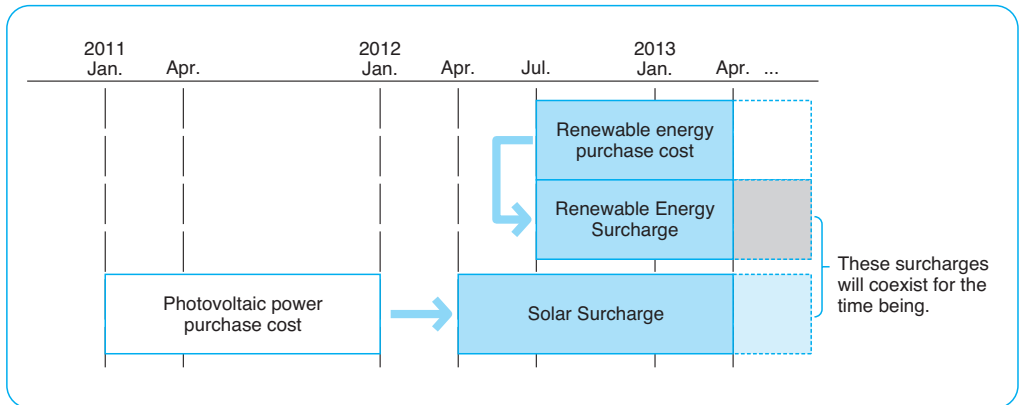 2011
Jan.
Apr.
2012
Jan.
Apr.
Jul.
2013
Jan.
Apr. ...
Renewable energy
purchase cost
Renewable Energy
Surcharge
Photovoltaic power
purchase cost
Solar Surcharge
These surcharges
will coexist for the
time being.